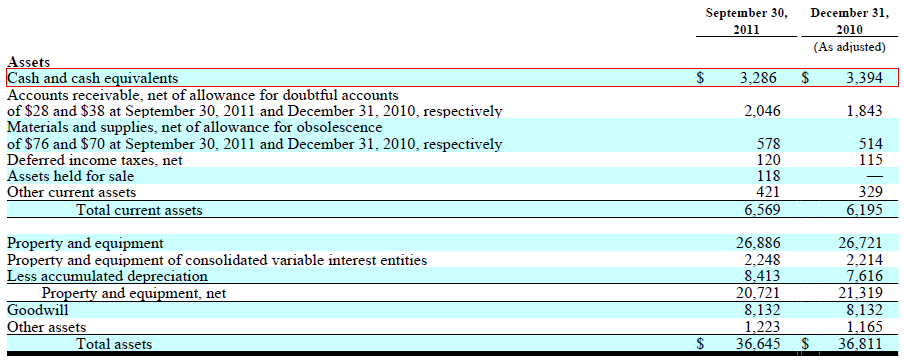 September 30, December 31,
2011 2010
(As adjusted)
Assets
Cash and cash equivalents $ 3,286 $ 3,394
Accounts receivable, net of allowance for doubtful accounts
of $28 and $38 at September 30, 2011 and December 31, 2010, respectively 2,046 1,843
Materials and supplies, net of allowance for obsolescence
of $76 and $70 at September 30, 2011 and December 31, 2010, respectively 578 514
Deferred income taxes, net 120 115
Assets held for sale 118 —
Other current assets 421 329
Total current assets 6,569 6,195
Property and equipment 26,886 26,721
Property and equipment of consolidated variable interest entities 2,248 2,214
Less accumulated depreciation 8,413 7,616
Property and equipment, net 20,721 21,319
Goodwill 8,132 8,132
Other assets 1,223 1,165
Total assets $ 36,645 $ 36,811